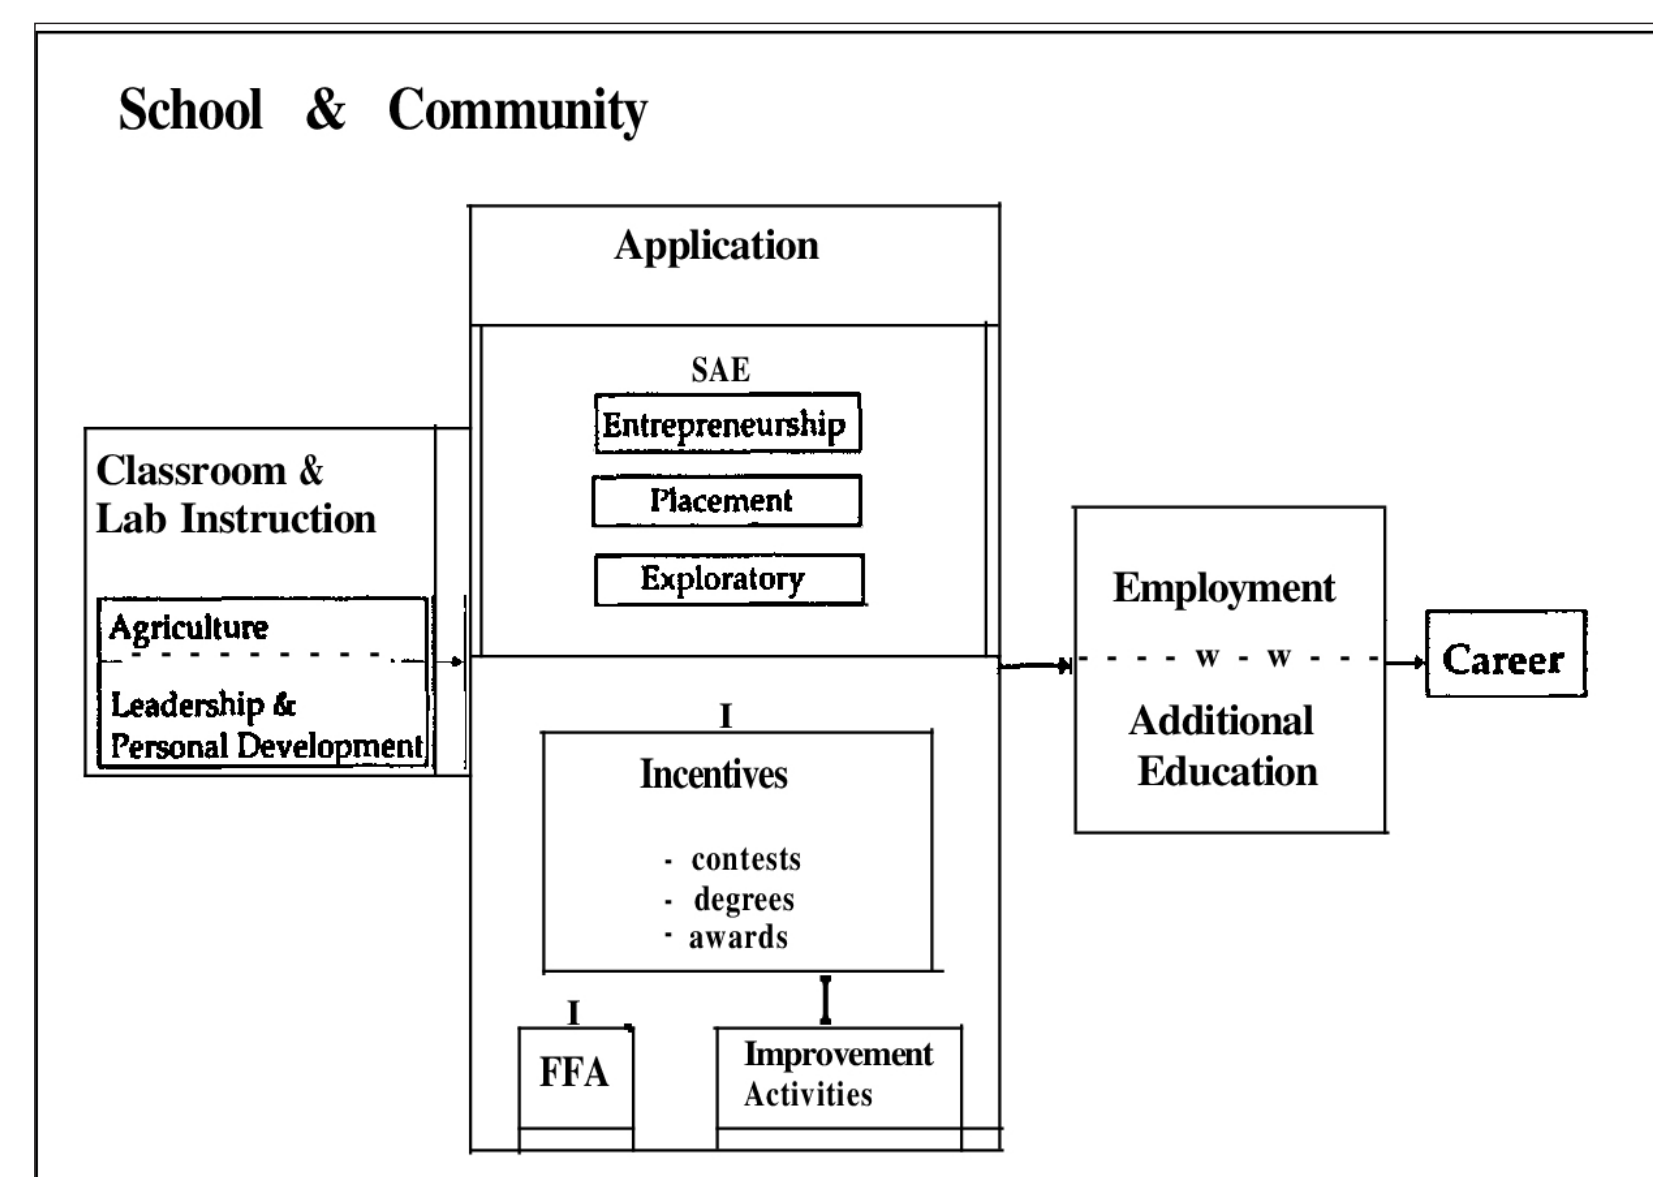 School & Community
Application
SAE
Entrepreneurship
Placement
Exploratory
Classroom &
Lab Instruction
Agriculture
Leadership &
Personal Development
I
Incentives
- contests
- degrees
- awards
I
FFA
Improvement
Activities
Employment
- - - - w - w - - -
Additional
Education
Career